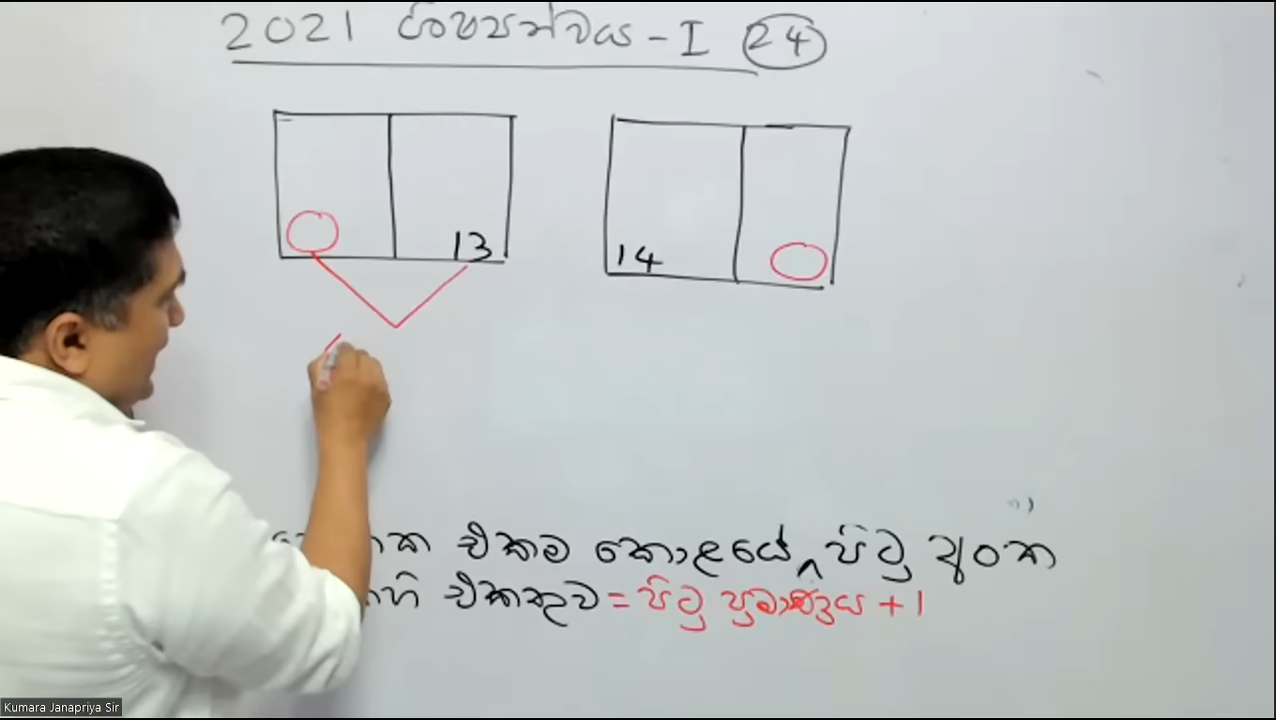 2021 ශිෂ්‍යත්වය - I 24
13
14
එකම කොළයේ පිටු අංක
හි එකතුව = පිටු ප්‍රමාණය + 1
Kumara Janapriya Sir